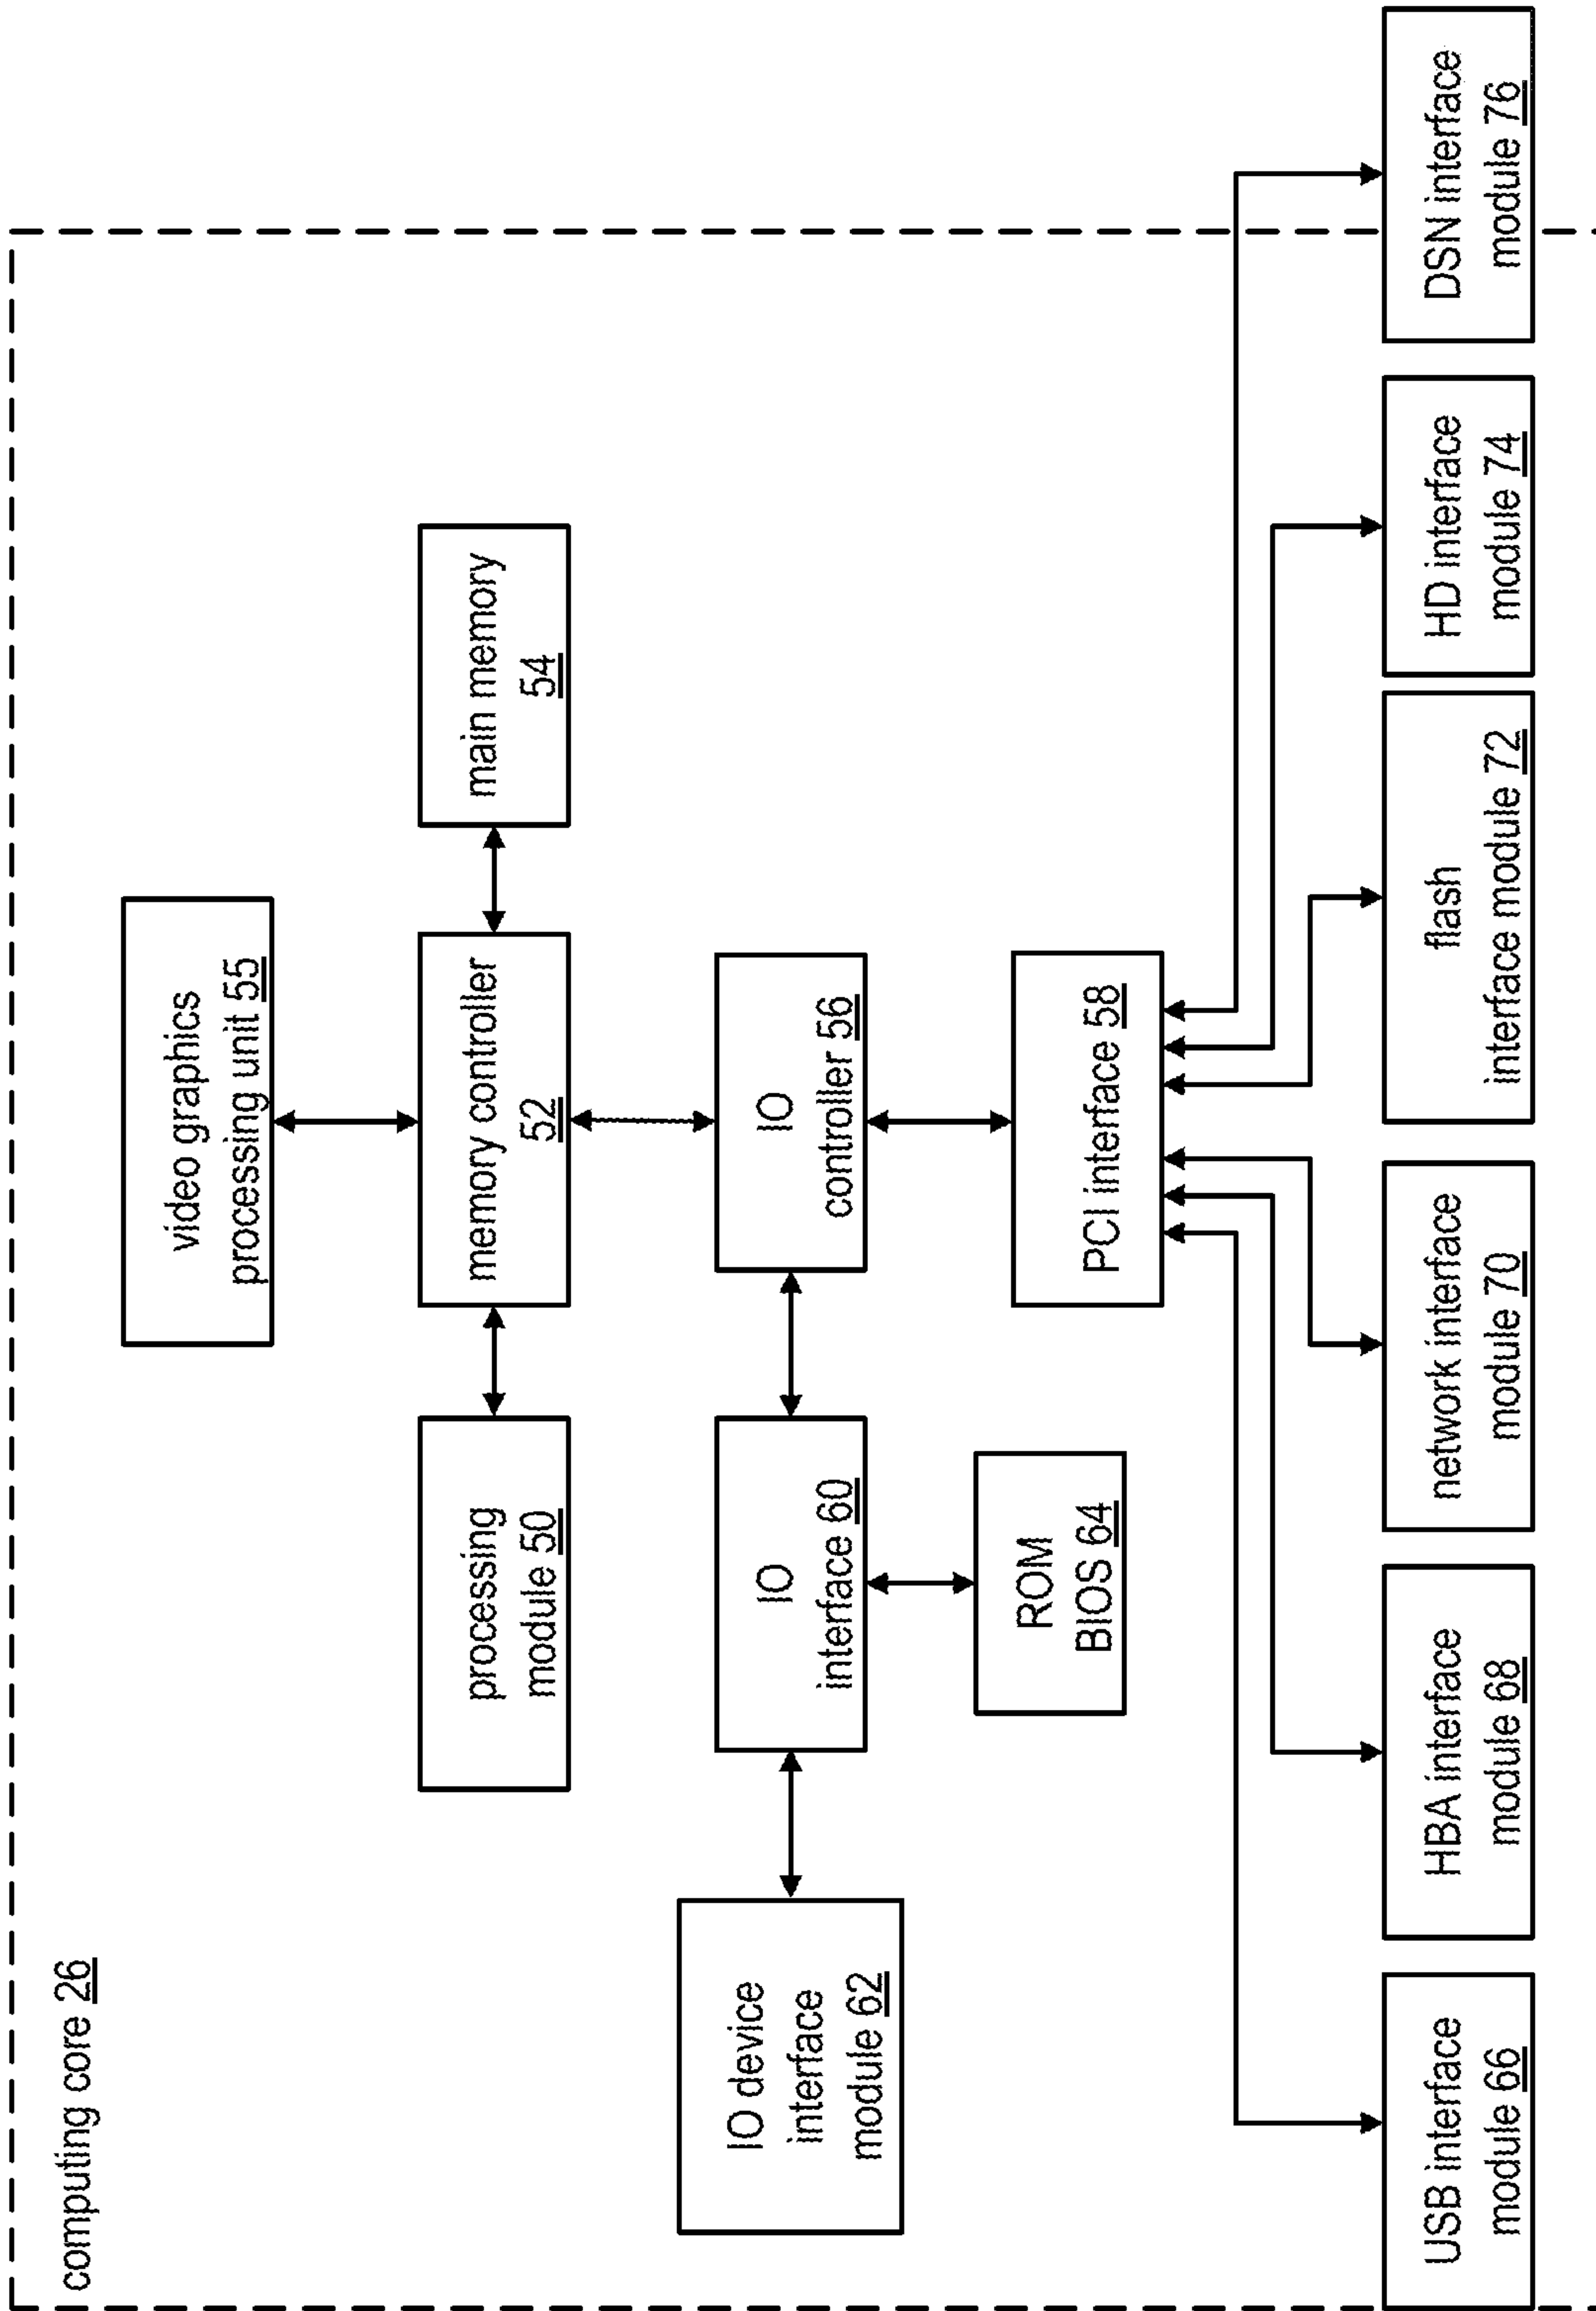 computing core 26
video graphics
processing unit 55
processing
module 50
memory controller
52
main memory
54
IO device
interface
module 62
IO
interface 60
IO
controller 56
ROM
BIOS 64
PCI interface 58
USB interface
module 66
HBA interface
module 68
network interface
module 70
flash
interface module 72
HD interface
module 74
DSN interface
module 76